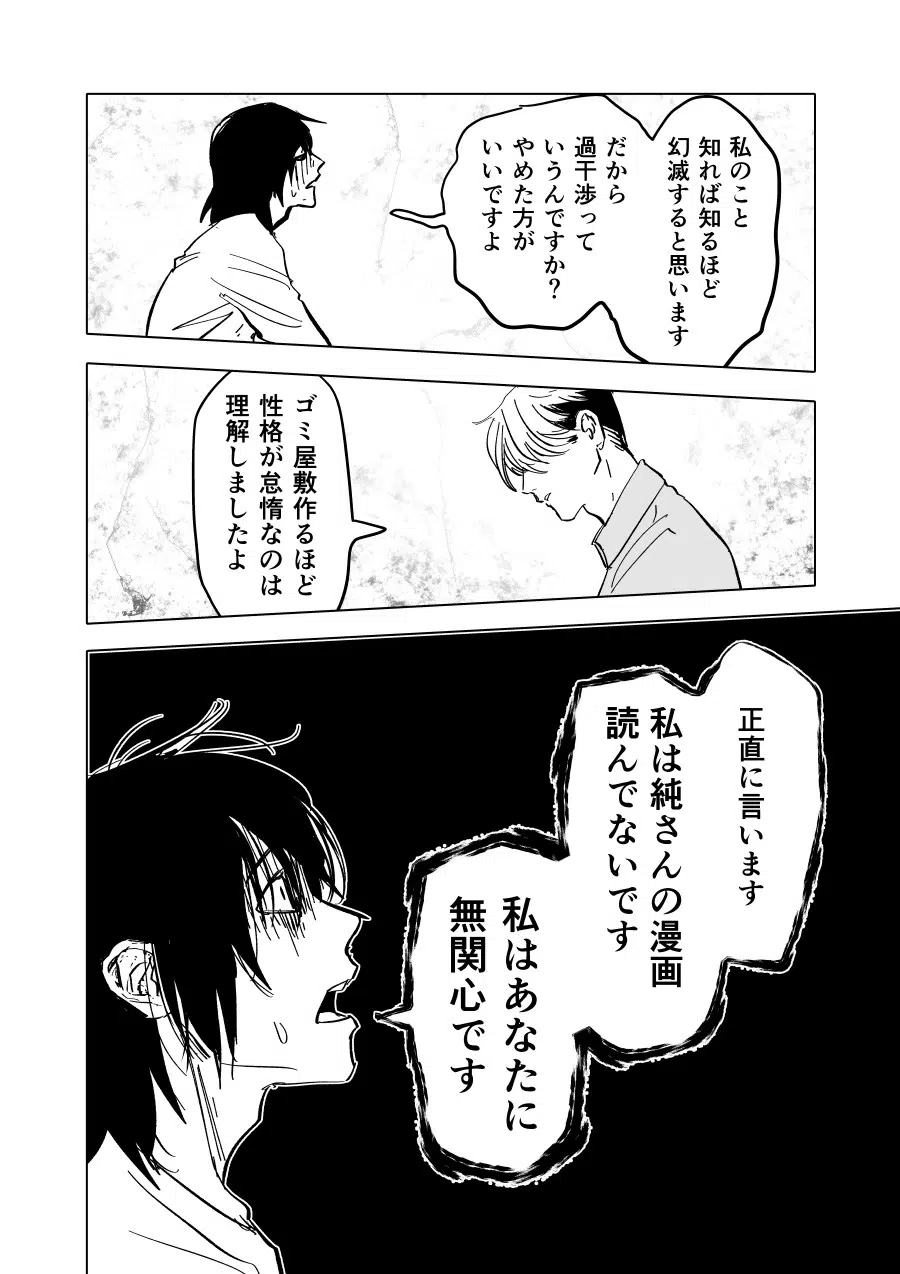 私のこと
知れば知るほど
幻滅すると思います
だから
過干渉って
いうんですか？
やめた方が
いいですよ
ゴミ屋敷作るほど
性格が怠惰なのは
理解しましたよ
正直に言います
私は純さんの漫画
読んでないです
私はあなたに
無関心です